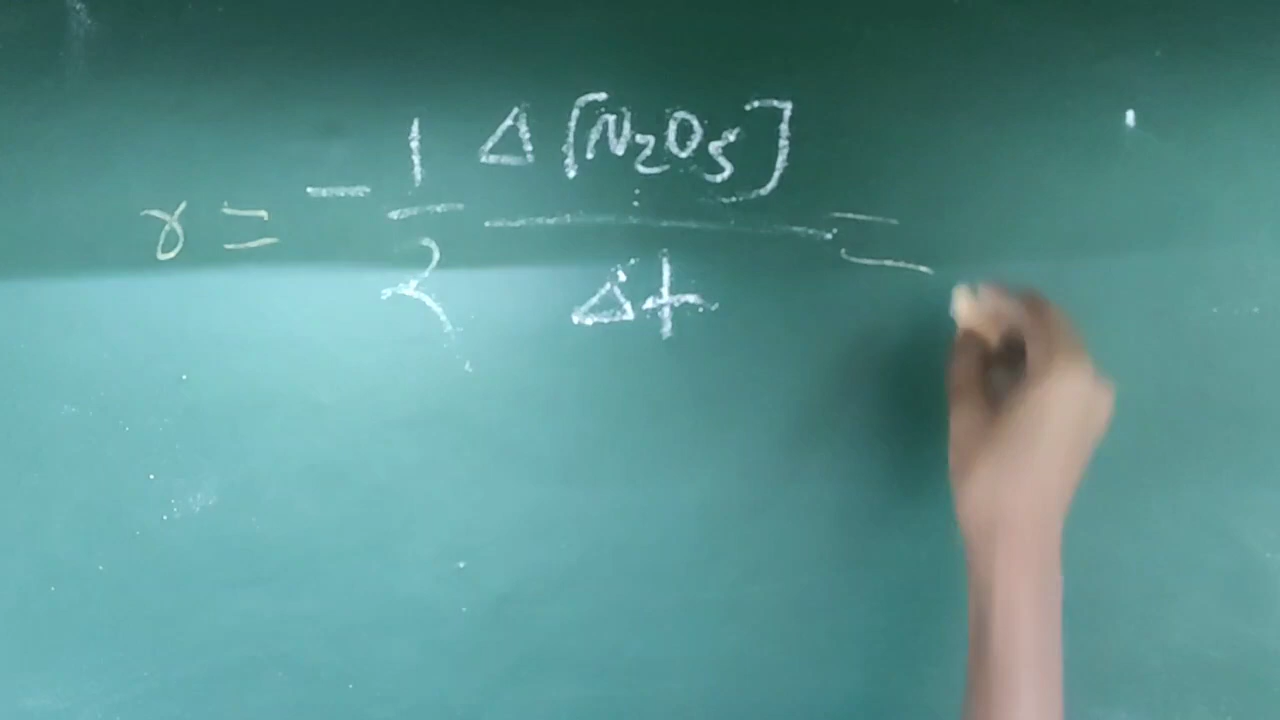 r = - 1/2 Δ[N₂O₅]/Δt =